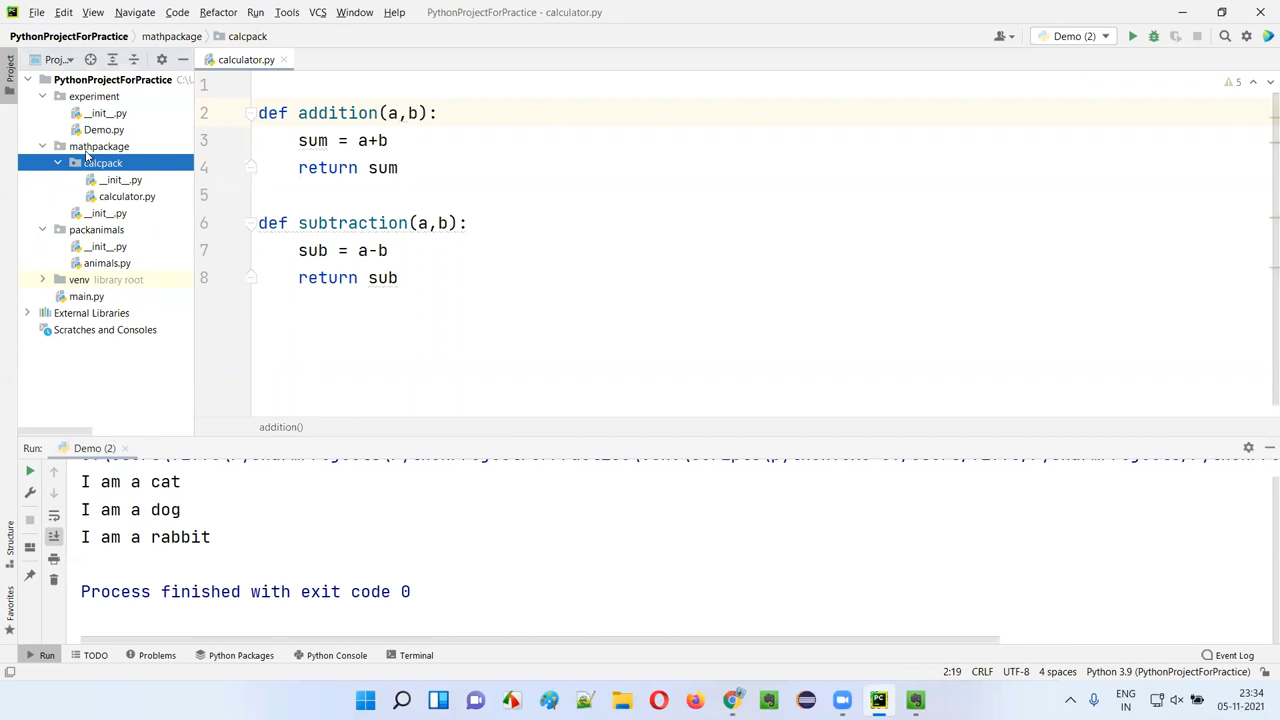 File Edit View Navigate Code Refactor Run Tools VCS Window Help PythonProjectForPractice - calculator.py
PythonProjectForPractice mathpackage calcpack Demo (2)
Project
Proj... calculator.py
PythonProjectForPractice C:\
experiment
__init__.py
Demo.py
mathpackage
calcpack
__init__.py
calculator.py
__init__.py
packanimals
__init__.py
animals.py
venv library root
main.py
External Libraries
Scratches and Consoles
5
1
2 def addition(a,b):
3 sum = a+b
4 return sum
5
6 def subtraction(a,b):
7 sub = a-b
8 return sub
addition()
Run: Demo (2)
I am a cat
I am a dog
I am a rabbit
Process finished with exit code 0
Structure
Favorites
Run TODO Problems Python Packages Python Console Terminal Event Log
2:19 CRLF UTF-8 4 spaces Python 3.9 (PythonProjectForPractice)
ENG
IN
23:34
05-11-2021